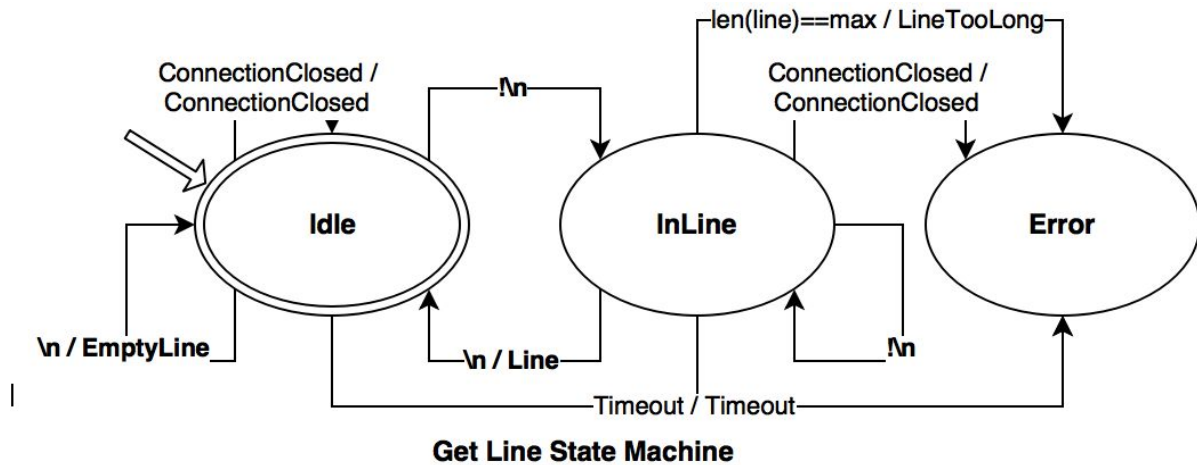 len(line)==max / LineTooLong
ConnectionClosed /
ConnectionClosed
!\n
ConnectionClosed /
ConnectionClosed
Idle
InLine
Error
\n / EmptyLine
\n / Line
!\n
Timeout / Timeout
Get Line State Machine